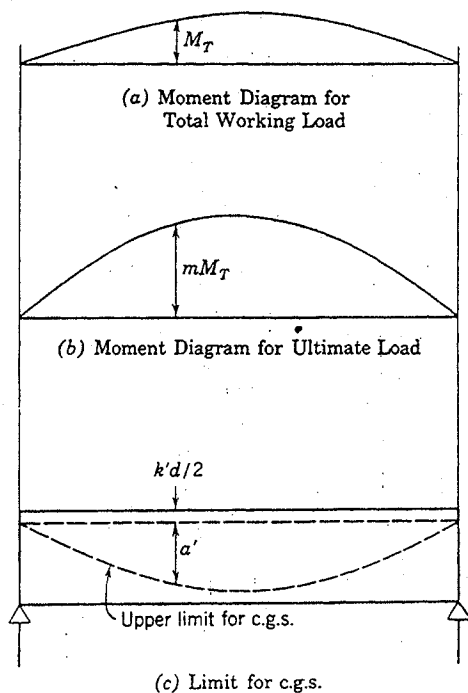 M_T
(a) Moment Diagram for
Total Working Load
mM_T
(b) Moment Diagram for Ultimate Load
k'd/2
a'
Upper limit for c.g.s.
(c) Limit for c.g.s.